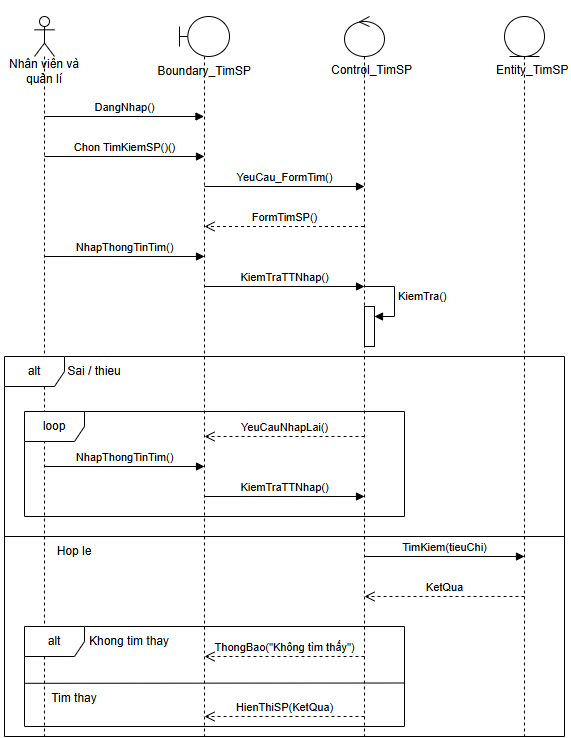 Nhân viên và
quản lí
Boundary_TimSP
Control_TimSP
Entity_TimSP
DangNhap()
Chon TimKiemSP()()
YeuCau_FormTim()
FormTimSP()
NhapThongTinTim()
KiemTraTTNhap()
KiemTra()
alt
Sai / thieu
loop
YeuCauNhapLai()
NhapThongTinTim()
KiemTraTTNhap()
Hop le
TimKiem(tieuChi)
KetQua
alt
Khong tim thay
ThongBao("Không tìm thấy")
Tim thay
HienThiSP(KetQua)